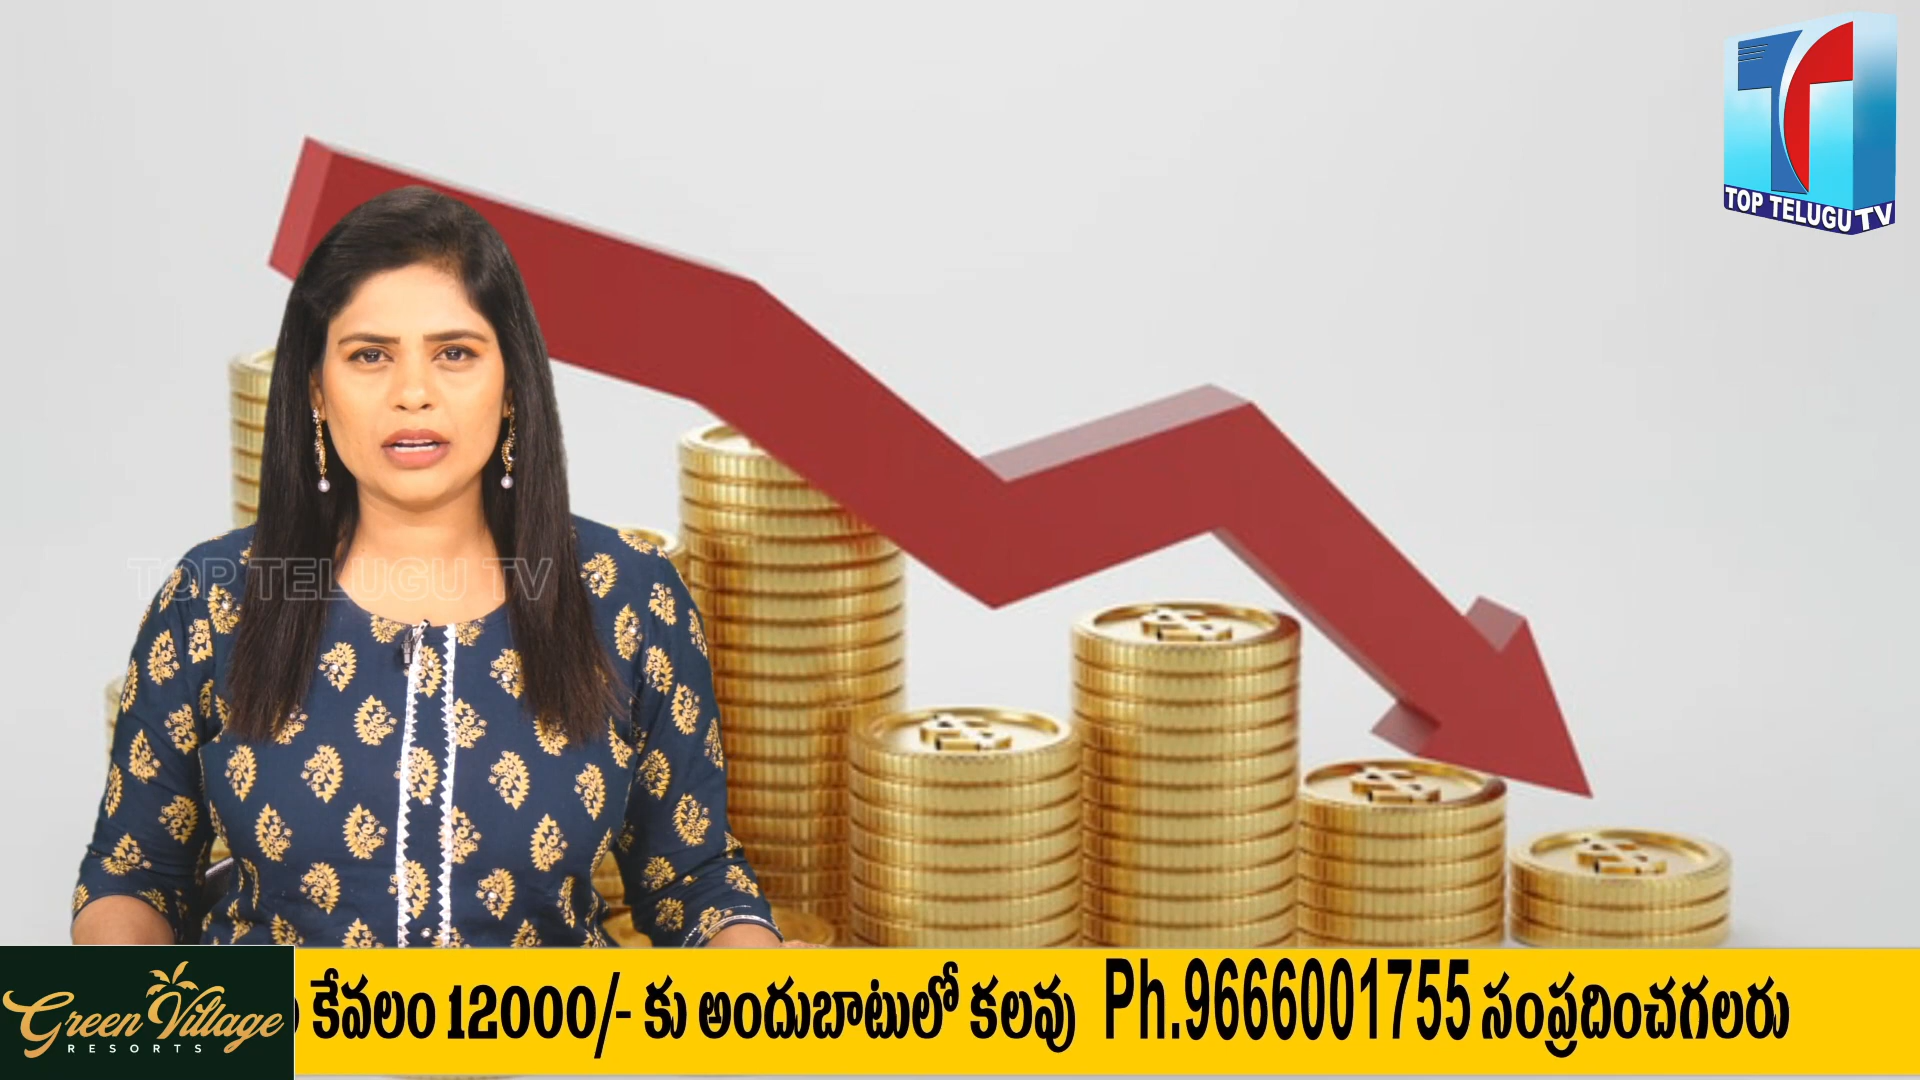 TOP TELUGU TV
TOP TELUGU TV
Green Village
RESORTS
కేవలం 12000/- కు అందుబాటులో కలవు Ph.9666001755 సంప్రదించగలరు